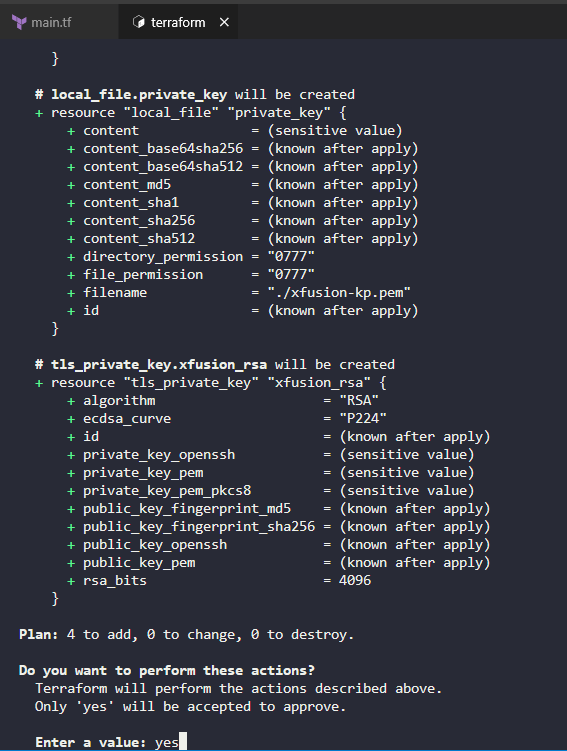 main.tf
terraform
}
# local_file.private_key will be created
+ resource "local_file" "private_key" {
+ content = (sensitive value)
+ content_base64sha256 = (known after apply)
+ content_base64sha512 = (known after apply)
+ content_md5 = (known after apply)
+ content_sha1 = (known after apply)
+ content_sha256 = (known after apply)
+ content_sha512 = (known after apply)
+ directory_permission = "0777"
+ file_permission = "0777"
+ filename = "./xfusion-kp.pem"
+ id = (known after apply)
}
# tls_private_key.xfusion_rsa will be created
+ resource "tls_private_key" "xfusion_rsa" {
+ algorithm = "RSA"
+ ecdsa_curve = "P224"
+ id = (known after apply)
+ private_key_openssh = (sensitive value)
+ private_key_pem = (sensitive value)
+ private_key_pem_pkcs8 = (sensitive value)
+ public_key_fingerprint_md5 = (known after apply)
+ public_key_fingerprint_sha256 = (known after apply)
+ public_key_openssh = (known after apply)
+ public_key_pem = (known after apply)
+ rsa_bits = 4096
}
Plan: 4 to add, 0 to change, 0 to destroy.
Do you want to perform these actions?
Terraform will perform the actions described above.
Only 'yes' will be accepted to approve.
Enter a value: yes